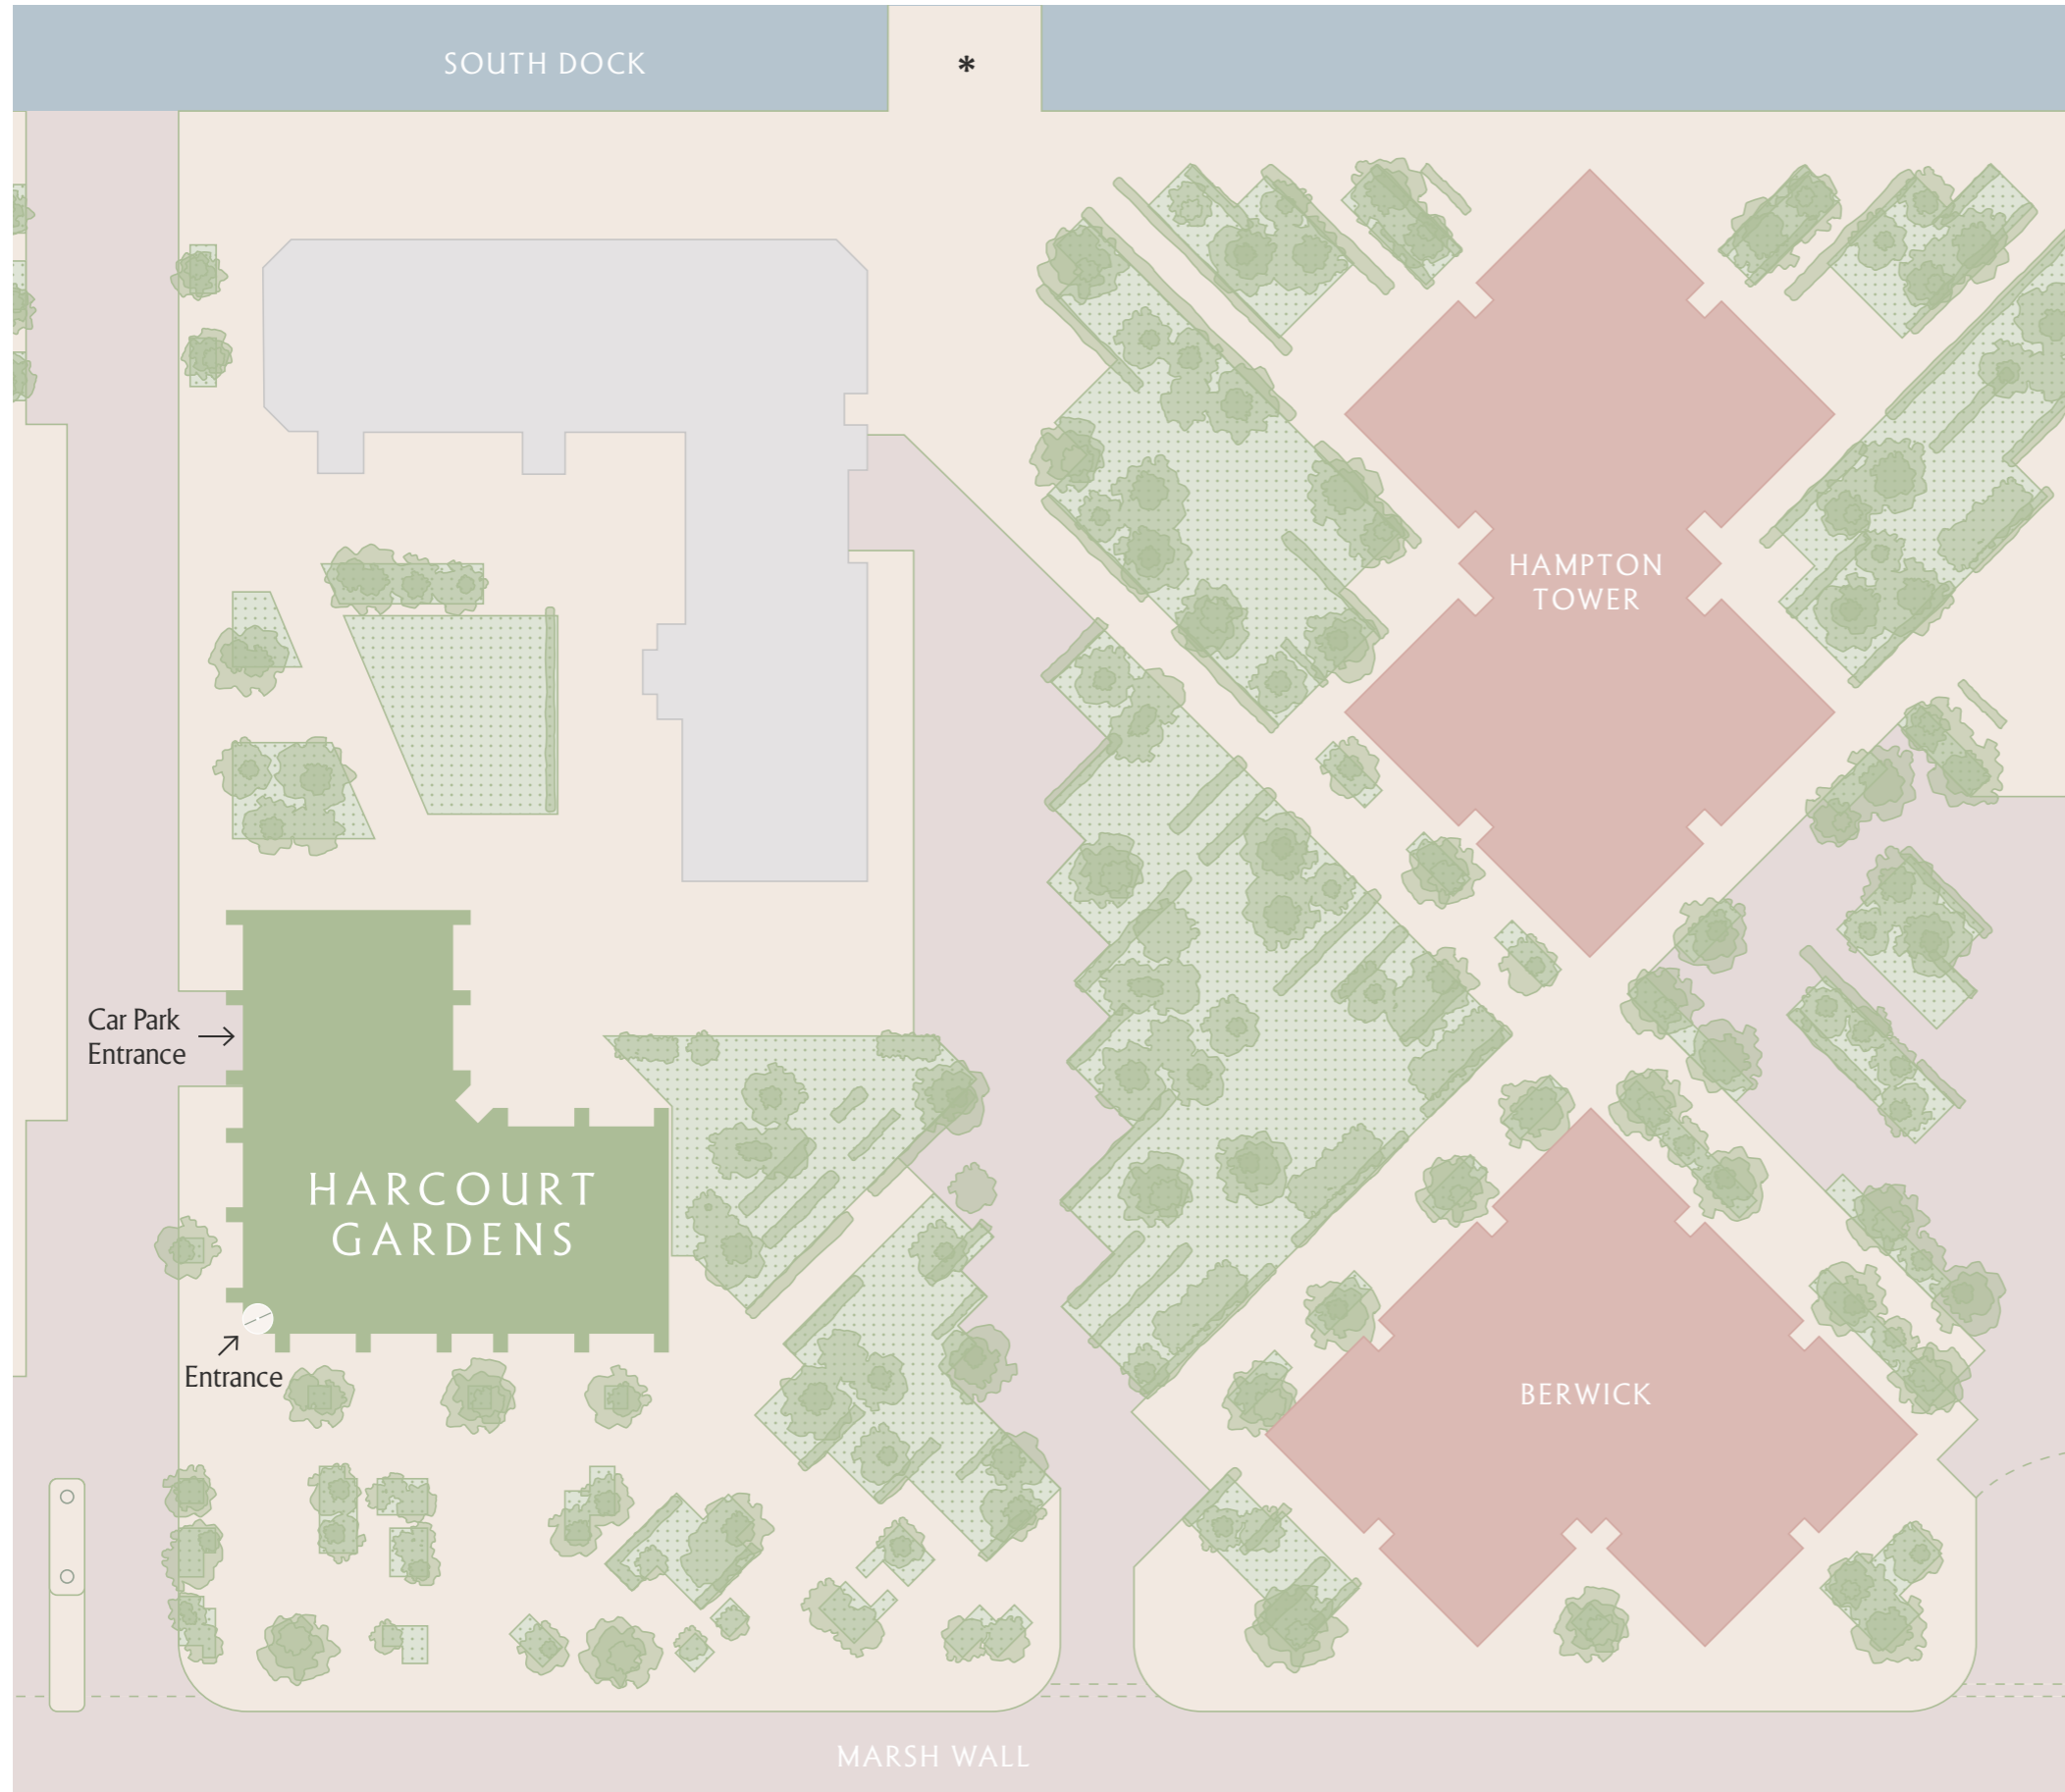 SOUTH DOCK
*
HAMPTON
TOWER
Car Park
Entrance
HARCOURT
GARDENS
Entrance
BERWICK
MARSH WALL